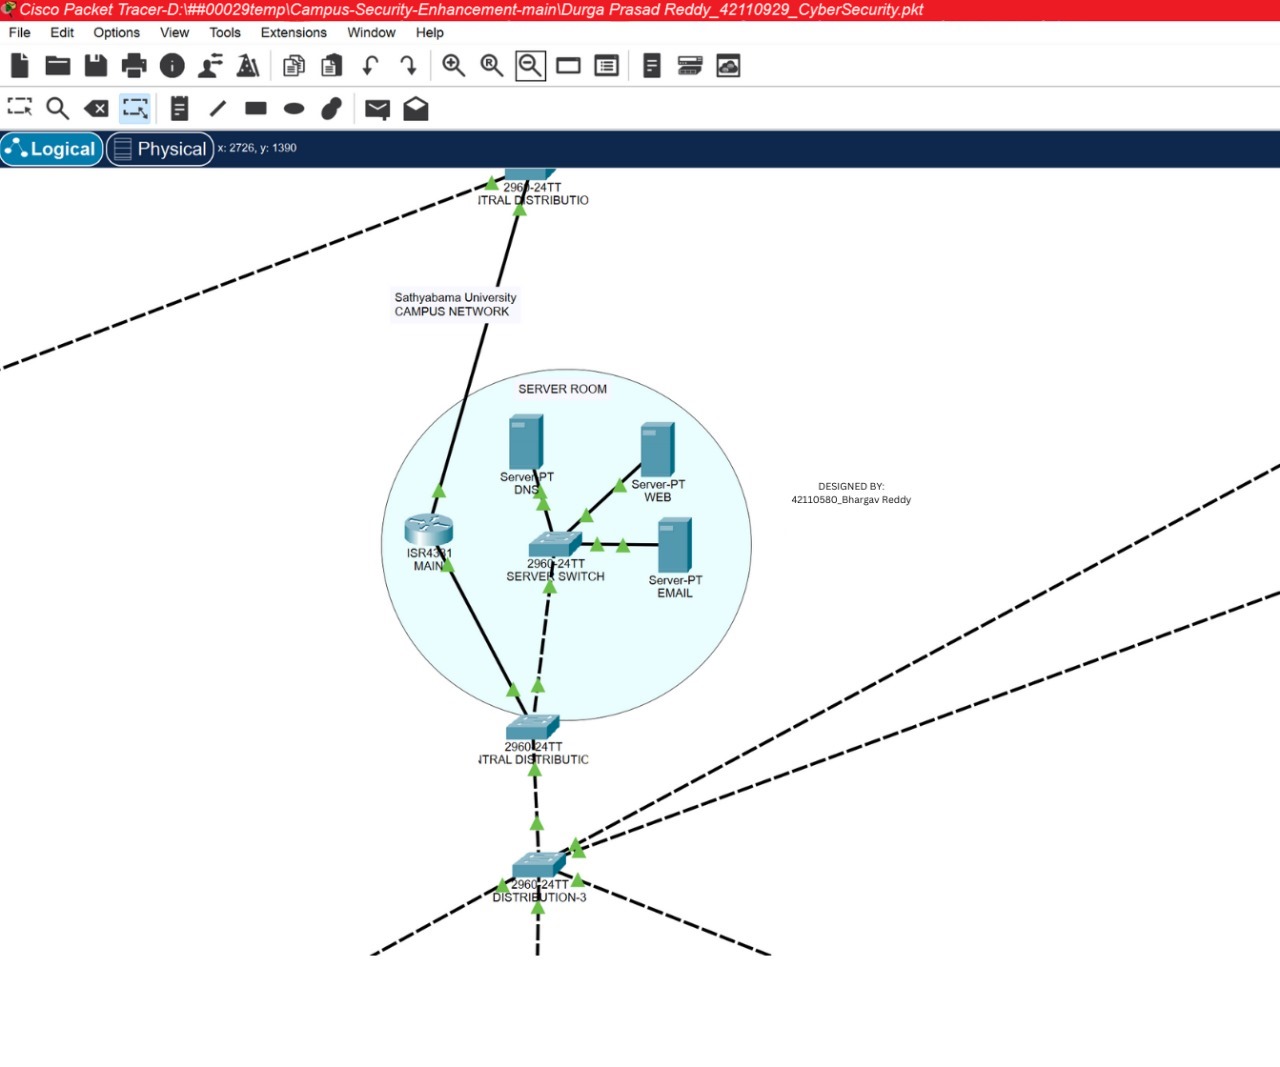 Cisco Packet Tracer-D:\##00029temp\Campus-Security-Enhancement-main\Durga Prasad Reddy_42110929_CyberSecurity.pkt
File Edit Options View Tools Extensions Window Help
Logical Physical x: 2726, y: 1390
2960-24TT
TRAL DISTRIBUTIO
Sathyabama University
CAMPUS NETWORK
SERVER ROOM
Server-PT
DNS
Server-PT
WEB
DESIGNED BY:
42110580_Bhargav Reddy
ISR4331
MAIN
2960-24TT
SERVER SWITCH
Server-PT
EMAIL
2960-24TT
TRAL DISTRIBUTIC
2960-24TT
DISTRIBUTION-3